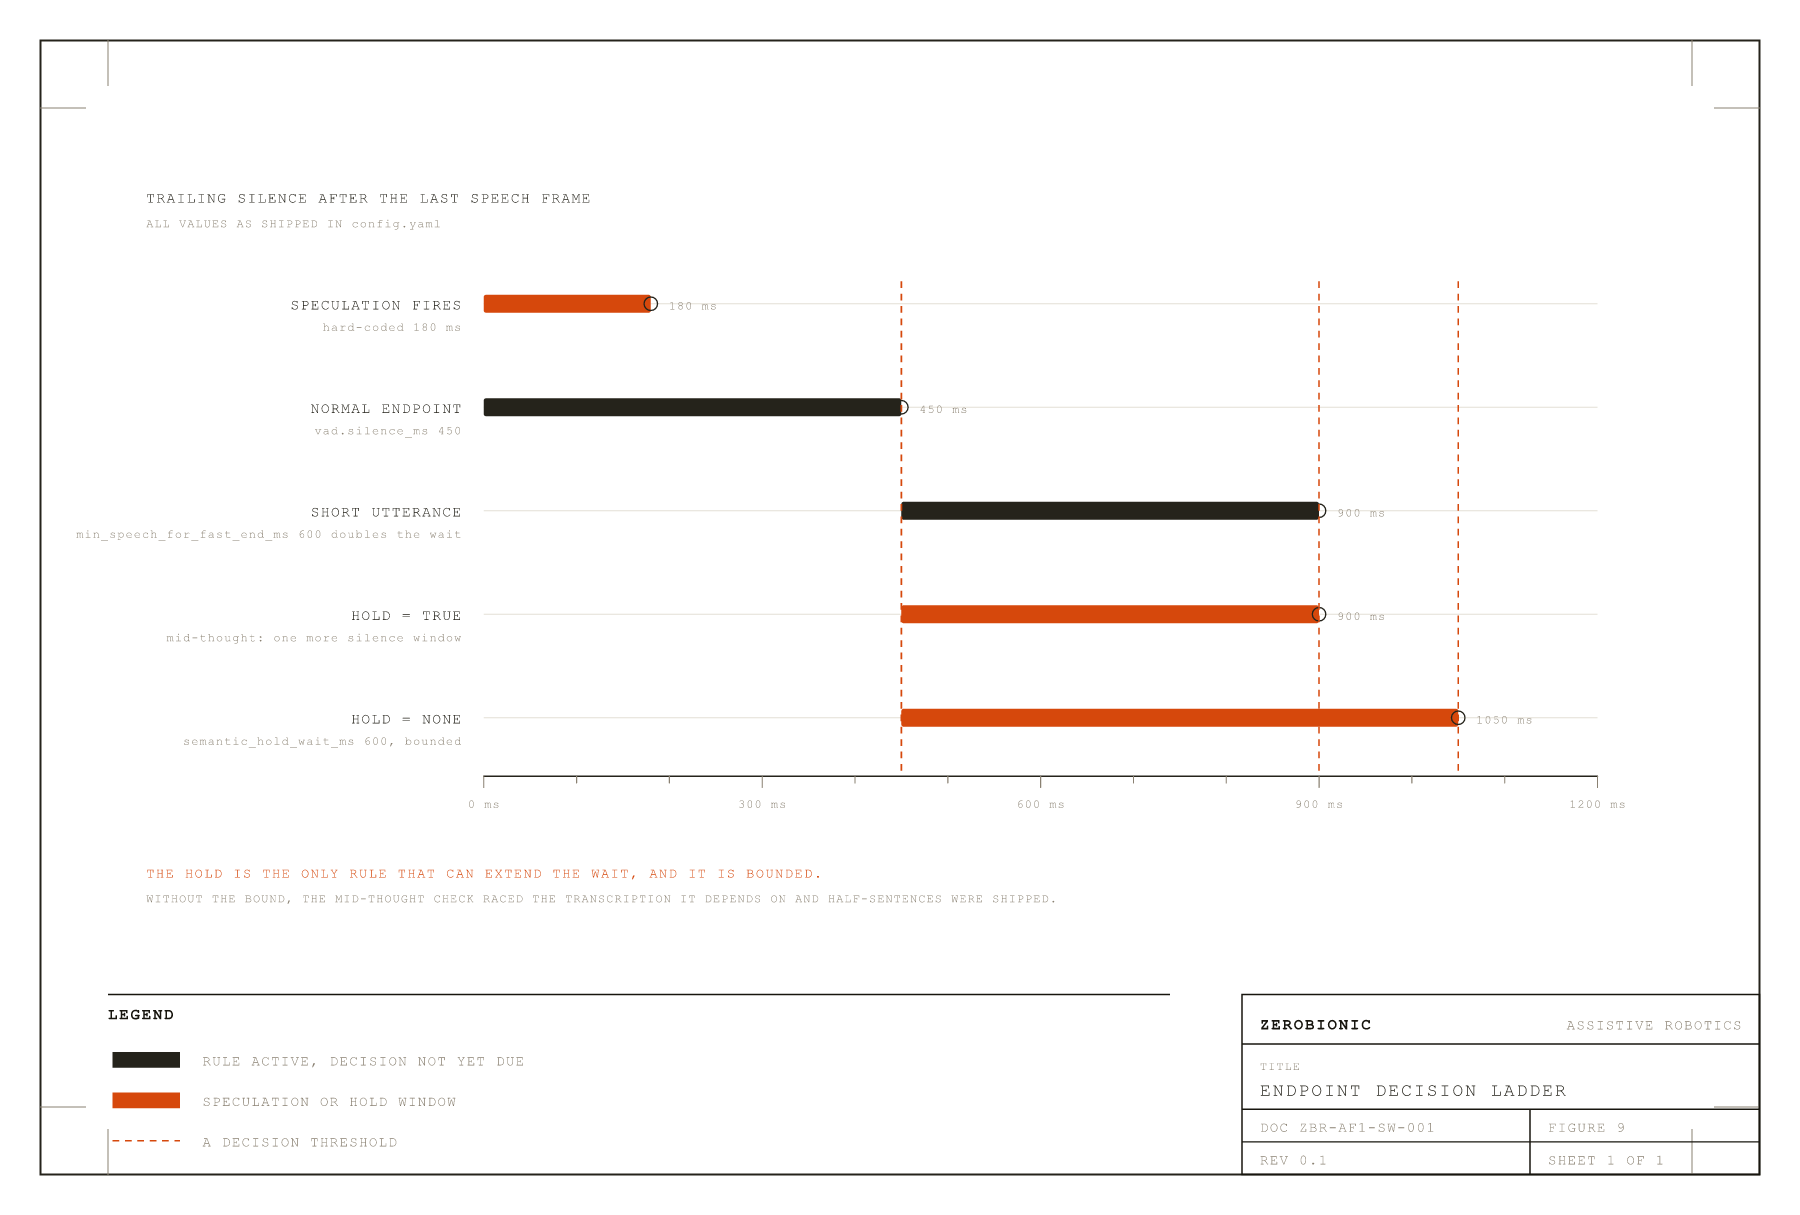 TRAILING SILENCE AFTER THE LAST SPEECH FRAME
ALL VALUES AS SHIPPED IN config.yaml
SPECULATION FIRES
180 ms
hard-coded 180 ms
NORMAL ENDPOINT
450 ms
vad.silence_ms 450
SHORT UTTERANCE
900 ms
min_speech_for_fast_end_ms 600 doubles the wait
HOLD = TRUE
900 ms
mid-thought: one more silence window
HOLD = NONE
1050 ms
semantic_hold_wait_ms 600, bounded
0 ms 300 ms 600 ms 900 ms 1200 ms
THE HOLD IS THE ONLY RULE THAT CAN EXTEND THE WAIT, AND IT IS BOUNDED.
WITHOUT THE BOUND, THE MID-THOUGHT CHECK RACED THE TRANSCRIPTION IT DEPENDS ON AND HALF-SENTENCES WERE SHIPPED.
LEGEND
RULE ACTIVE, DECISION NOT YET DUE
SPECULATION OR HOLD WINDOW
A DECISION THRESHOLD
ZEROBIONIC ASSISTIVE ROBOTICS
TITLE
ENDPOINT DECISION LADDER
DOC ZBR-AF1-SW-001 FIGURE 9
REV 0.1 SHEET 1 OF 1